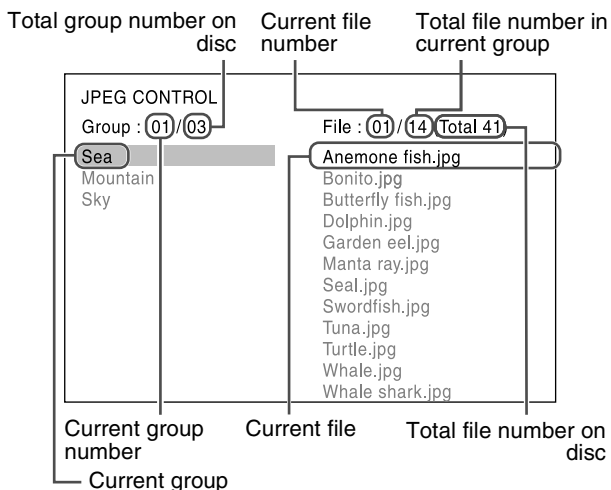 Total group number on
disc
Current file
number
Total file number in
current group
JPEG CONTROL
Group : 01/03
File : 01/14 Total 41
Sea
Mountain
Sky
Anemone fish.jpg
Bonito.jpg
Butterfly fish.jpg
Dolphin.jpg
Garden eel.jpg
Manta ray.jpg
Seal.jpg
Swordfish.jpg
Tuna.jpg
Turtle.jpg
Whale.jpg
Whale shark.jpg
Current group
number
Current file
Total file number on
disc
Current group